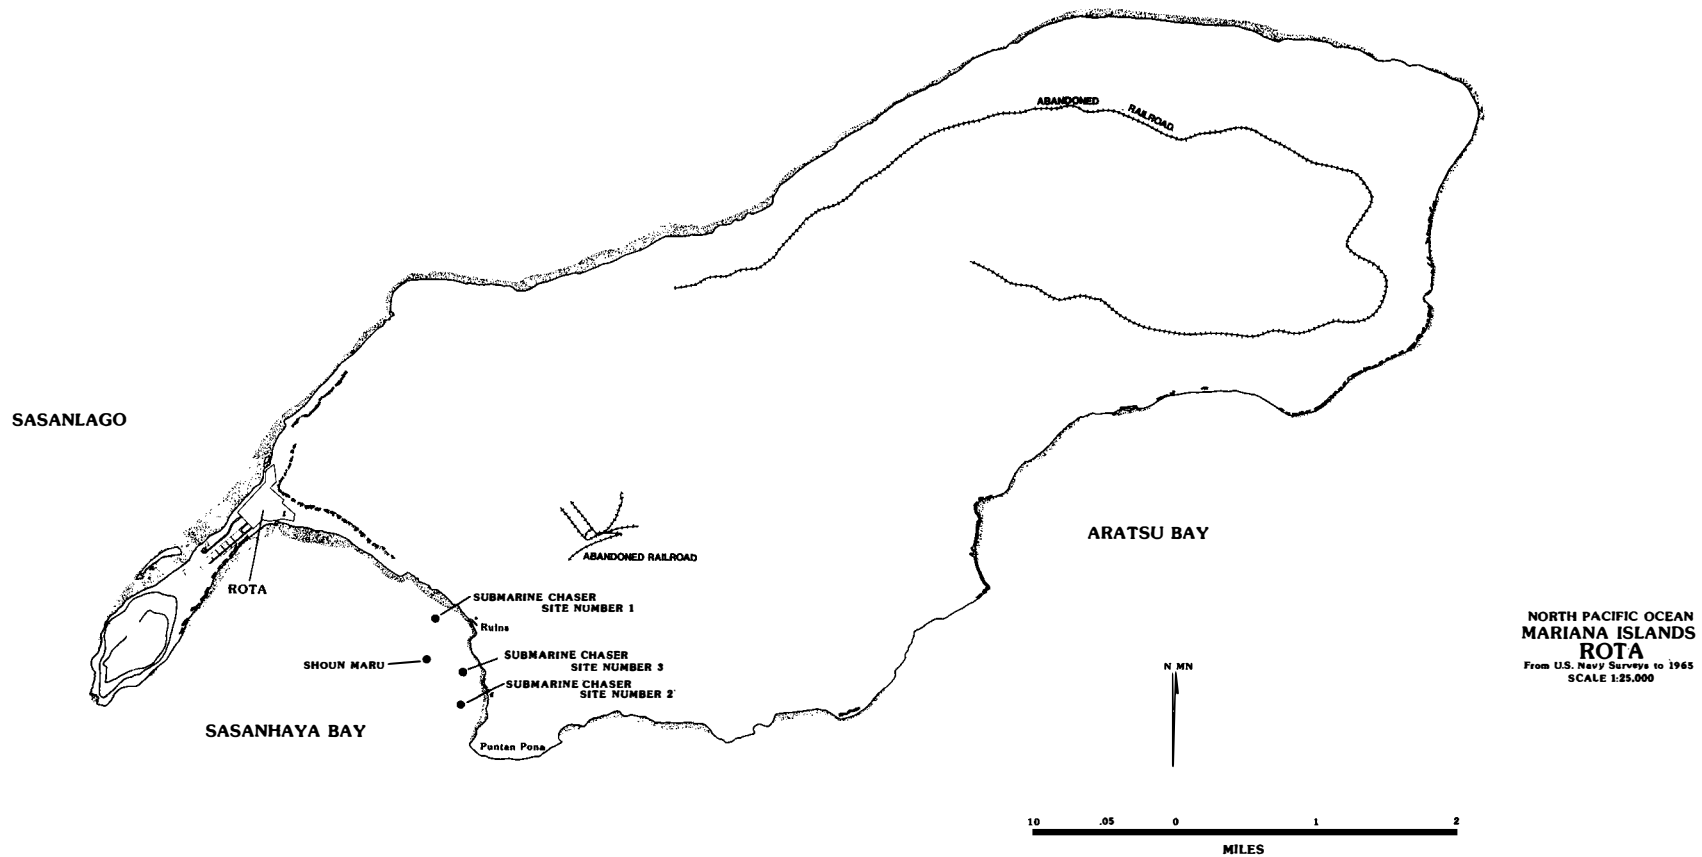 ABANDONED RAILROAD
SASANLAGO
ABANDONED RAILROAD
ARATSU BAY
ROTA
SUBMARINE CHASER
SITE NUMBER 1
Ruins
SHOUN MARU
SUBMARINE CHASER
SITE NUMBER 3
SUBMARINE CHASER
SITE NUMBER 2
SASANHAYA BAY
Puntan Pona
N MN
NORTH PACIFIC OCEAN
MARIANA ISLANDS
ROTA
From U.S. Navy Surveys to 1965
SCALE 1:25.000
10 .05 0 1 2
MILES